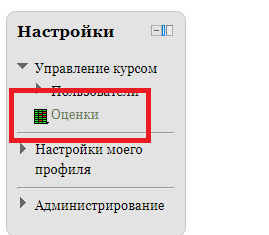 Настройки
Управление курсом
Пользователи
Оценки
Настройки моего
профиля
Администрирование